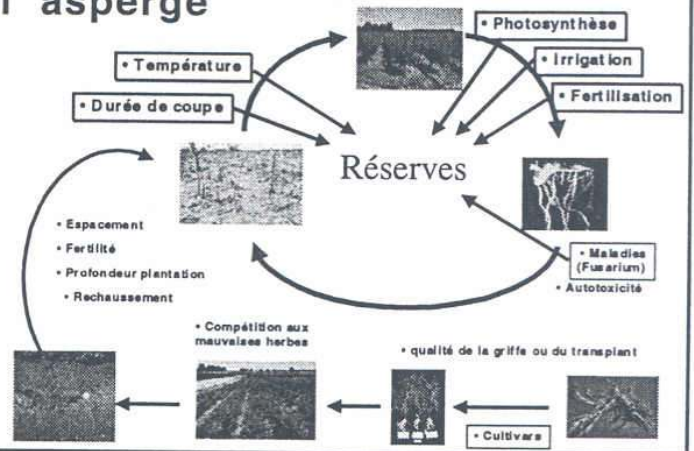 l' asperge
• Photosynthèse
• Irrigation
• Fertilisation
• Température
• Durée de coupe
Réserves
• Espacement
• Fertilité
• Profondeur plantation
• Rechaussement
• Maladies
(Fusarium)
• Autotoxicité
• Compétition aux
mauvaises herbes
• qualité de la griffe ou du transplant
• Cultivars